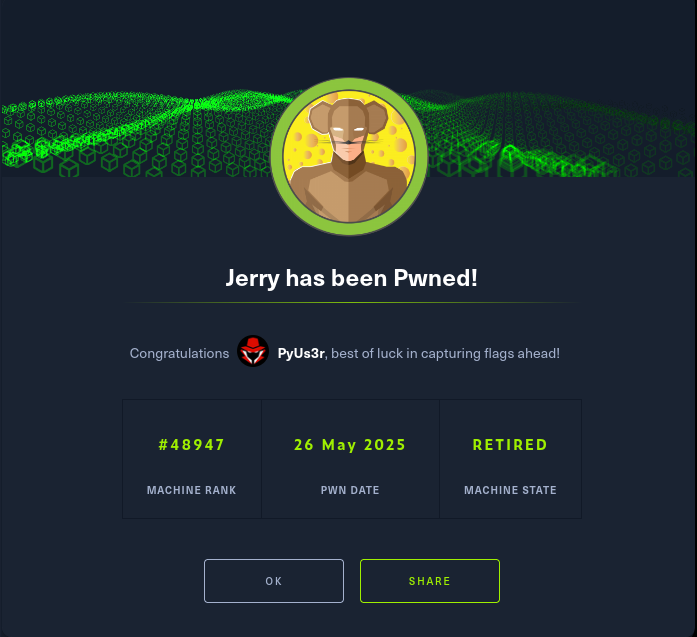 Jerry has been Pwned!
Congratulations PyUs3r, best of luck in capturing flags ahead!
#48947 26 May 2025 RETIRED
MACHINE RANK PWN DATE MACHINE STATE
OK SHARE